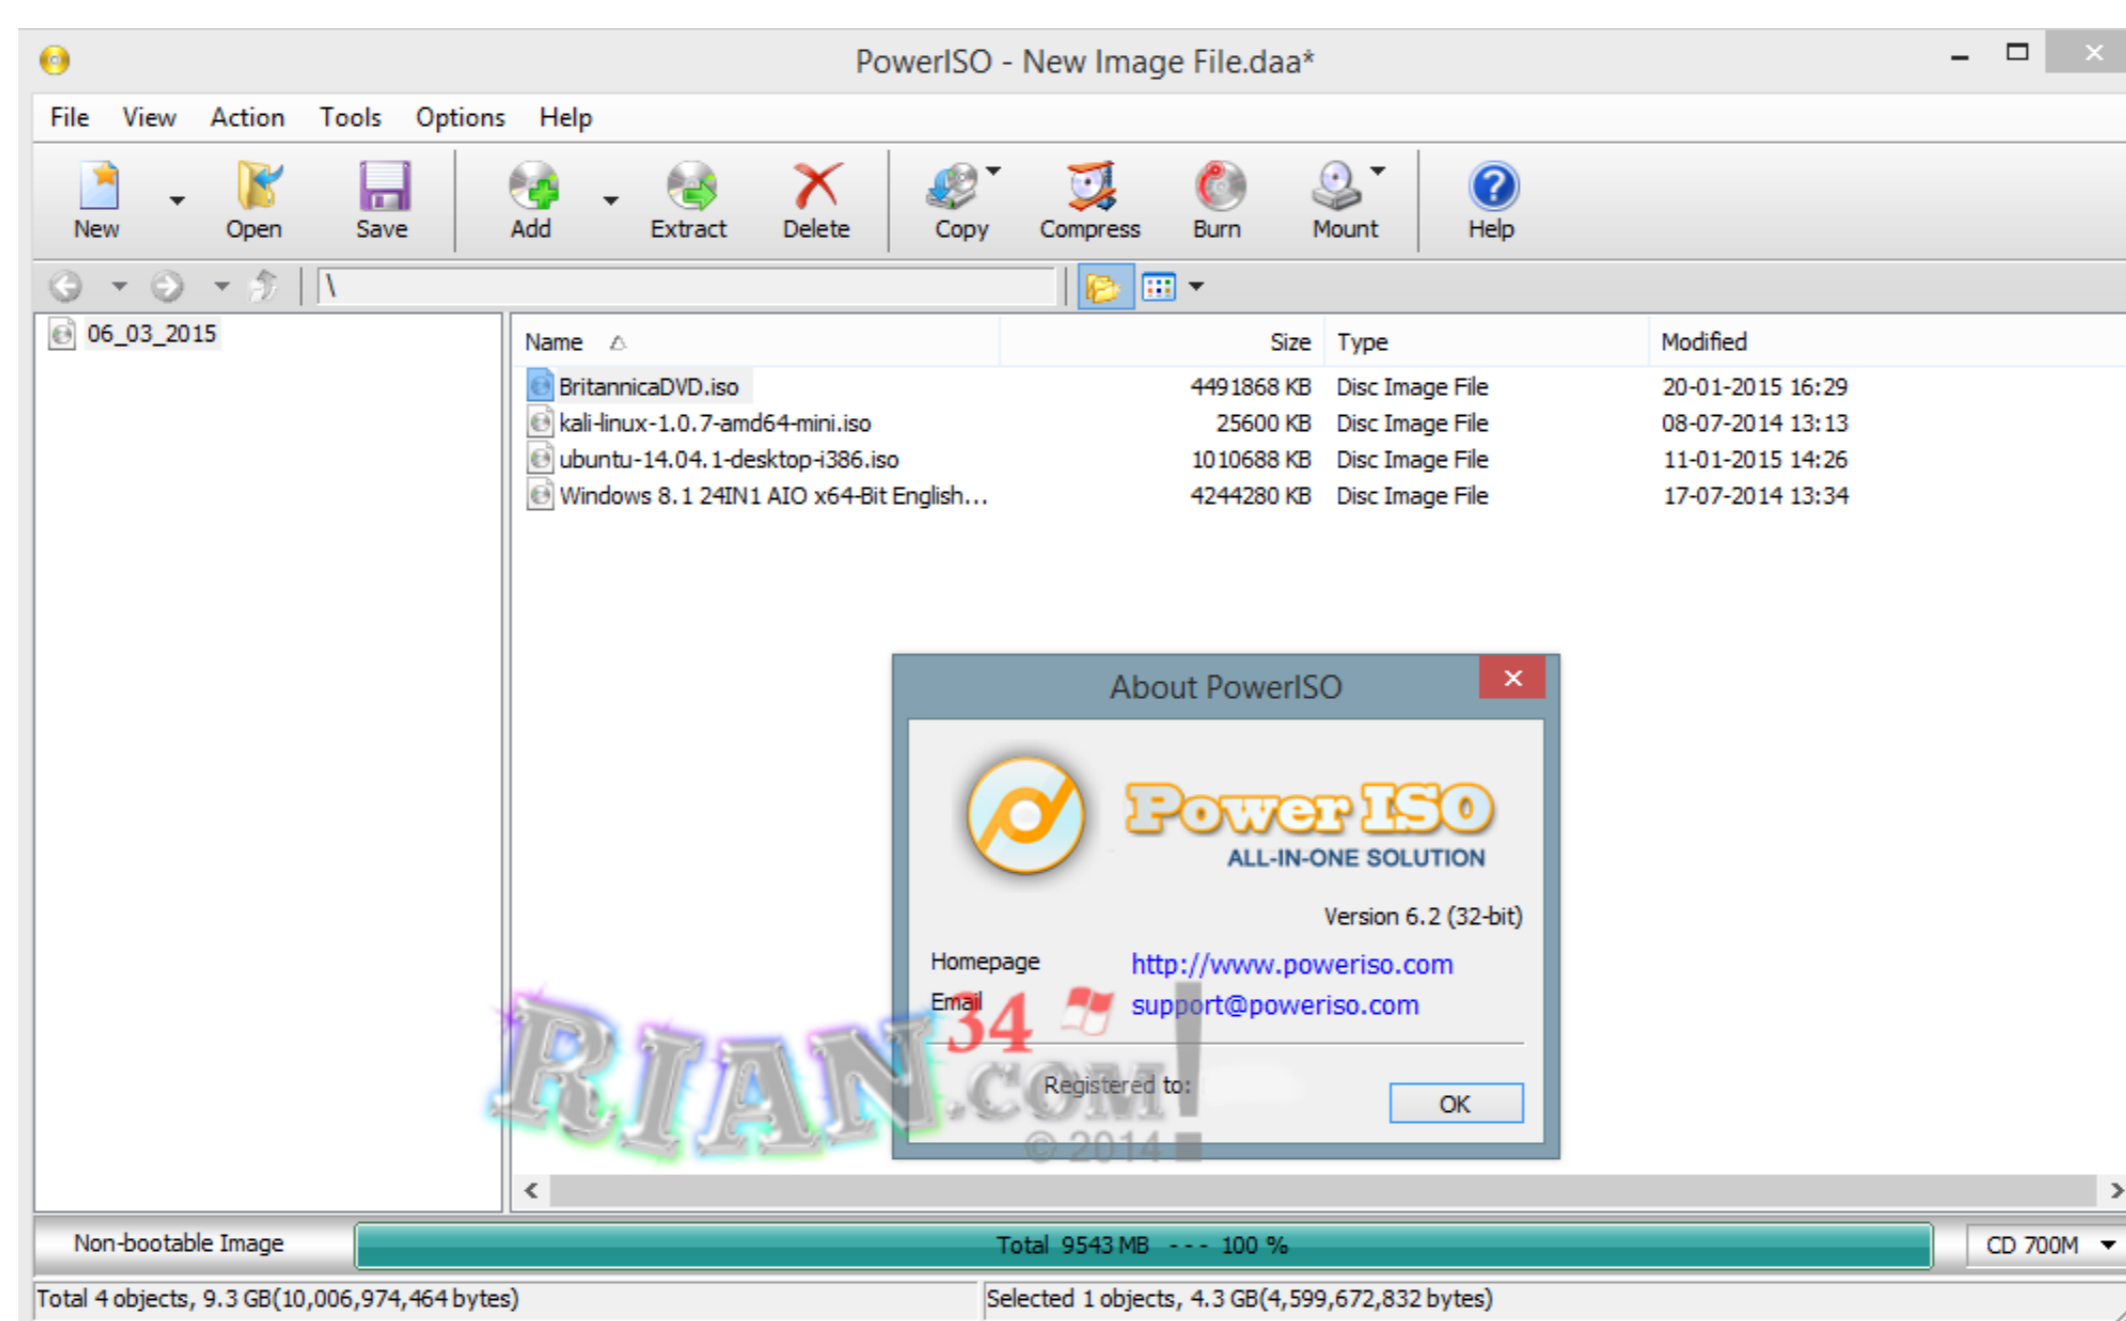 PowerISO - New Image File.daa*
File View Action Tools Options Help
New Open Save Add Extract Delete Copy Compress Burn Mount Help
\
06_03_2015
Name Size Type Modified
BritannicaDVD.iso 4491868 KB Disc Image File 20-01-2015 16:29
kali-linux-1.0.7-amd64-mini.iso 25600 KB Disc Image File 08-07-2014 13:13
ubuntu-14.04.1-desktop-i386.iso 1010688 KB Disc Image File 11-01-2015 14:26
Windows 8.1 24IN1 AIO x64-Bit English... 4244280 KB Disc Image File 17-07-2014 13:34
About PowerISO
Power ISO
ALL-IN-ONE SOLUTION
Version 6.2 (32-bit)
Homepage http://www.poweriso.com
Email support@poweriso.com
Registered to:
OK
RIAN 34 .COM!
© 2014
Non-bootable Image Total 9543 MB --- 100 % CD 700M
Total 4 objects, 9.3 GB(10,006,974,464 bytes) Selected 1 objects, 4.3 GB(4,599,672,832 bytes)